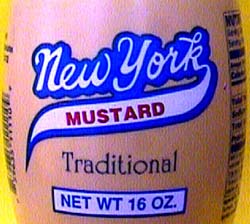 New York
MUSTARD
Traditional
NET WT 16 OZ.